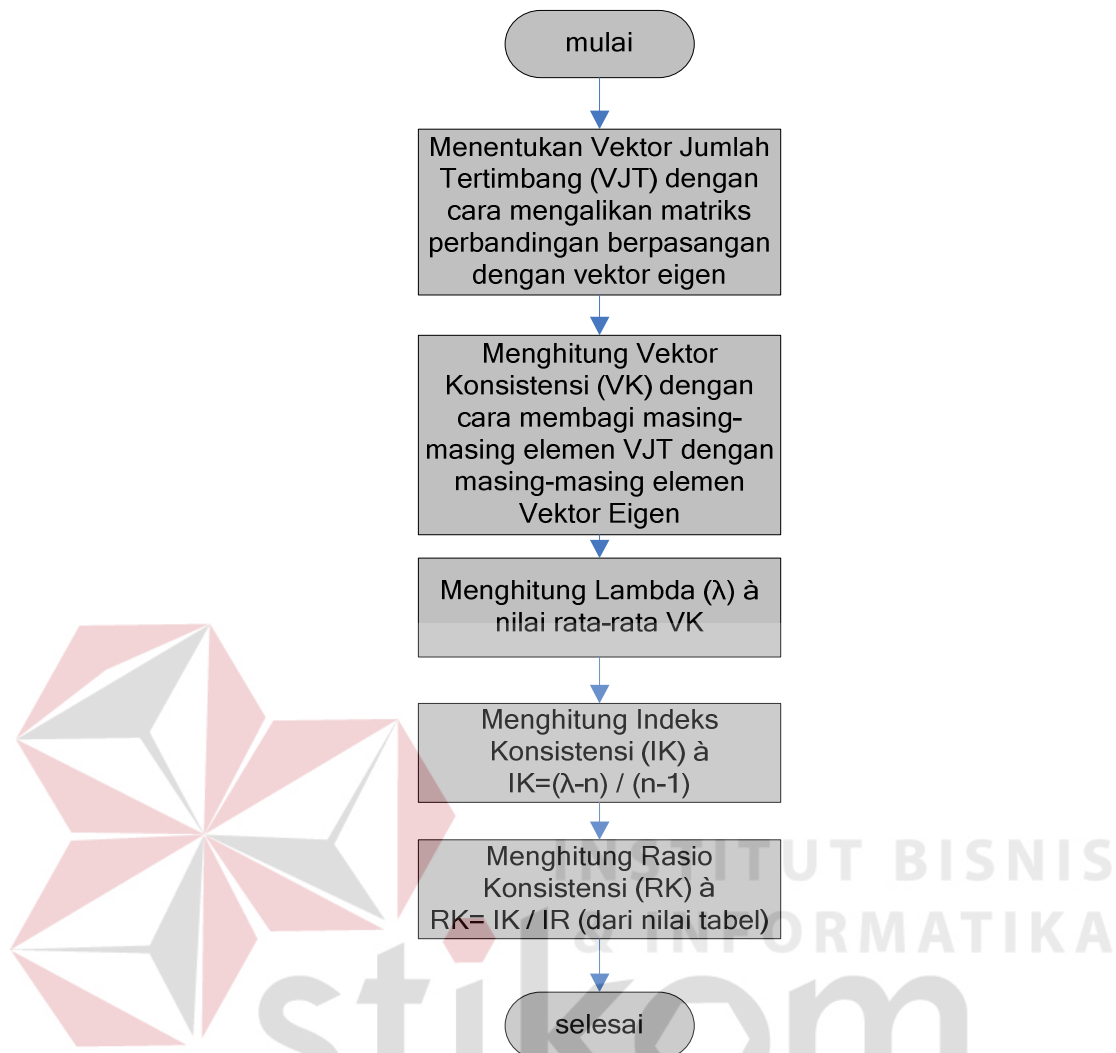 mulai
Menentukan Vektor Jumlah
Tertimbang (VJT) dengan
cara mengalikan matriks
perbandingan berpasangan
dengan vektor eigen
Menghitung Vektor
Konsistensi (VK) dengan
cara membagi masing-
masing elemen VJT dengan
masing-masing elemen
Vektor Eigen
Menghitung Lambda (λ) à
nilai rata-rata VK
Menghitung Indeks
Konsistensi (IK) à
IK=(λ-n) / (n-1)
Menghitung Rasio
Konsistensi (RK) à
RK= IK / IR (dari nilai tabel)
selesai
INSTITUT BISNIS
& INFORMATIKA
stikom